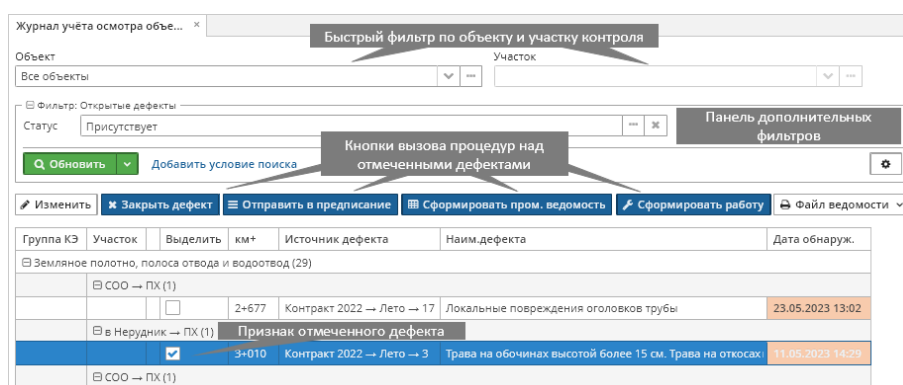 Журнал учёта осмотра объе... ×
Быстрый фильтр по объекту и участку контроля
Объект
Участок
Все объекты
Фильтр: Открытые дефекты
Статус
Присутствует
Панель дополнительных
фильтров
Кнопки вызова процедур над
отмеченными дефектами
Обновить
Добавить условие поиска
Изменить
Закрыть дефект
Отправить в предписание
Сформировать пром. ведомость
Сформировать работу
Файл ведомости
Группа КЭ Участок Выделить км+ Источник дефекта Наим.дефекта Дата обнаруж.
Земляное полотно, полоса отвода и водоотвод (29)
СОО → ПХ (1)
2+677 Контракт 2022 → Лето → 17 Локальные повреждения оголовков трубы 23.05.2023 13:02
в Нерудник → ПХ (1)
Признак отмеченного дефекта
3+010 Контракт 2022 → Лето → 3 Трава на обочинах высотой более 15 см. Трава на откосах 11.05.2023 14:29
СОО → ПХ (1)